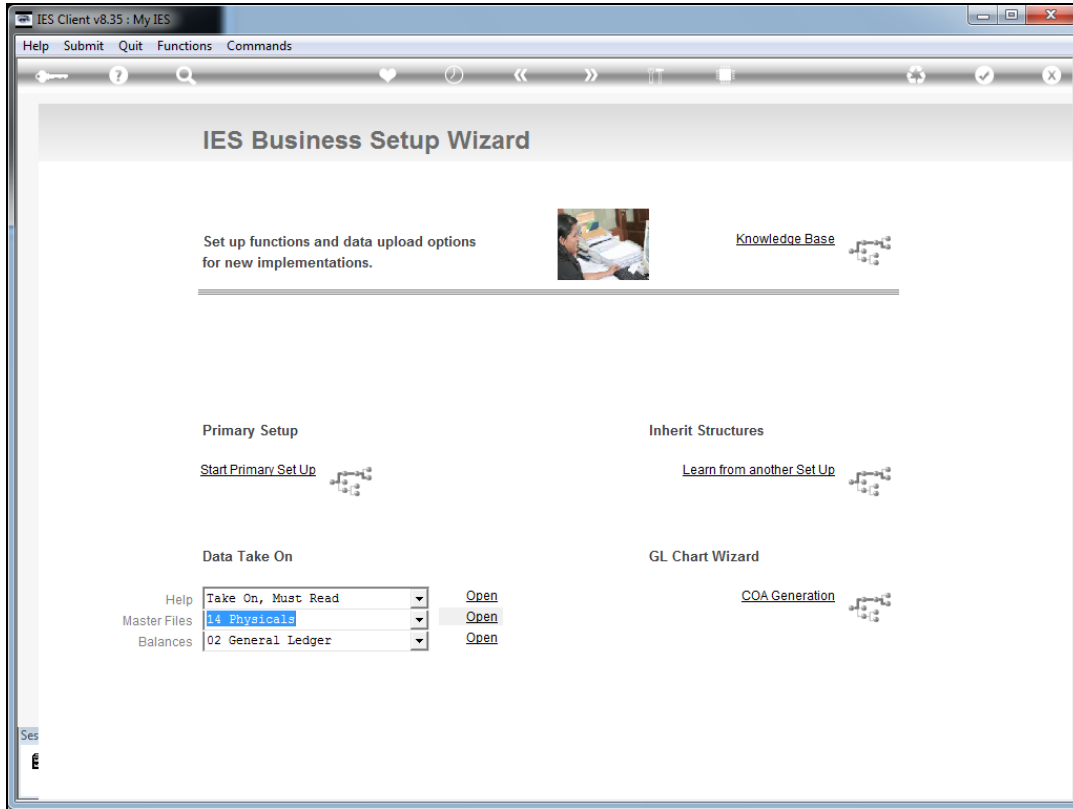 IES Client v8.35 : My IES
Help Submit Quit Functions Commands
IES Business Setup Wizard
Set up functions and data upload options
for new implementations.
Knowledge Base
Primary Setup
Inherit Structures
Start Primary Set Up
Learn from another Set Up
Data Take On
GL Chart Wizard
Help Take On, Must Read Open
COA Generation
Master Files 14 Physicals Open
Balances 02 General Ledger Open
Ses